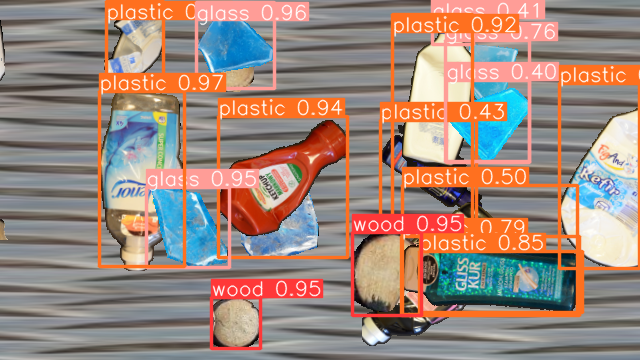 plastic 0
glass 0.96
glass 0.41
plastic 0.92
glass 0.76
plastic
plastic 0.97
glass 0.40
plastic 0.94
plastic 0.43
KETCHUP
Kefir
plastic 0.50
glass 0.95
wood 0.95
0.79
plastic 0.85
GLISS
KUR
wood 0.95